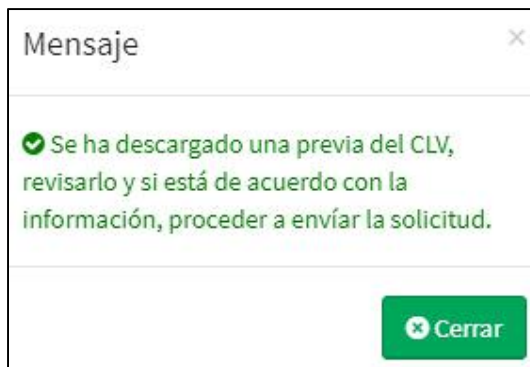 Mensaje
Se ha descargado una previa del CLV,
revisarlo y si está de acuerdo con la
información, proceder a envíar la solicitud.
Cerrar